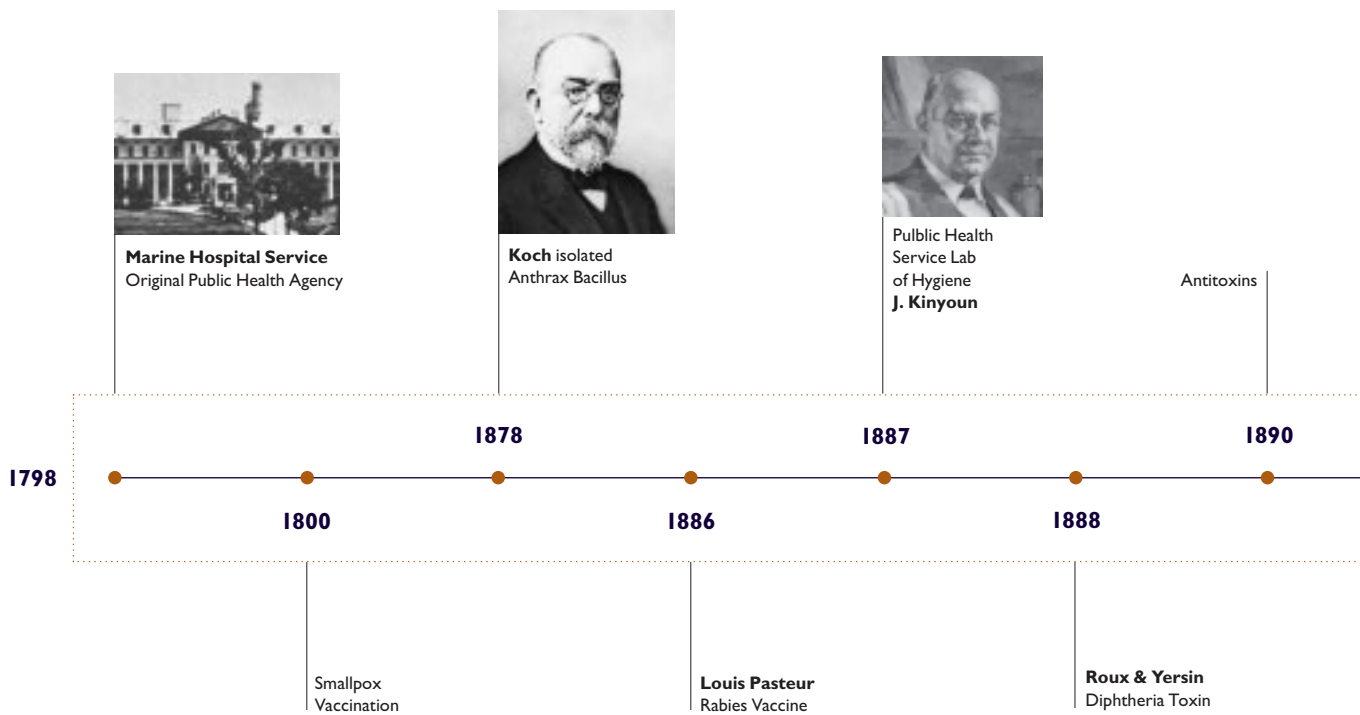 Marine Hospital Service
Original Public Health Agency
Koch isolated
Anthrax Bacillus
Pulblic Health
Service Lab
of Hygiene
J. Kinyoun
Antitoxins
1878
1887
1890
1798
1800
1886
1888
Smallpox
Vaccination
Louis Pasteur
Rabies Vaccine
Roux & Yersin
Diphtheria Toxin